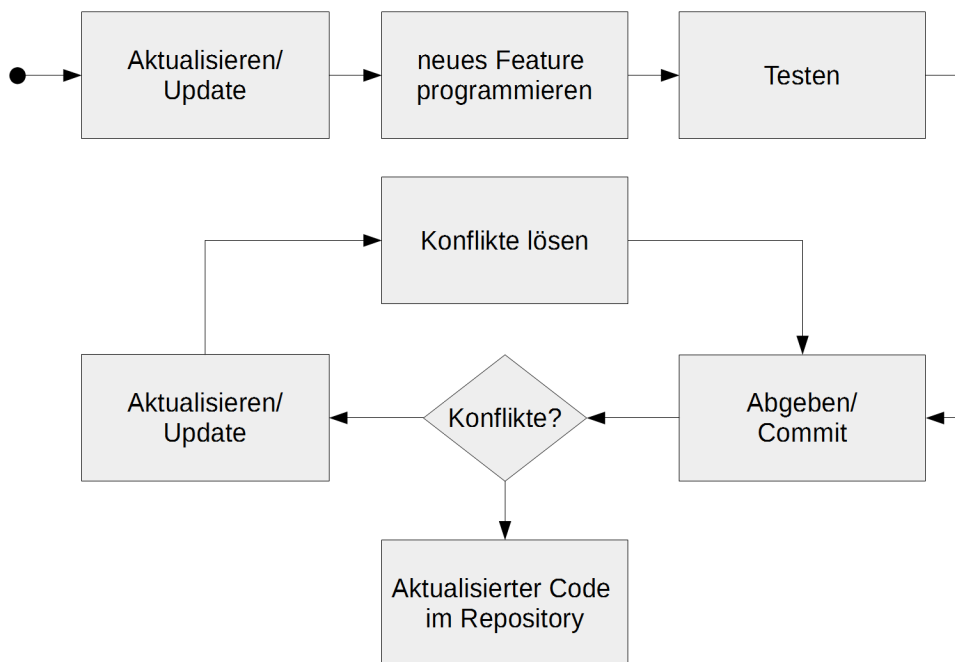 Aktualisieren/
Update
neues Feature
programmieren
Testen
Konflikte lösen
Aktualisieren/
Update
Konflikte?
Abgeben/
Commit
Aktualisierter Code
im Repository